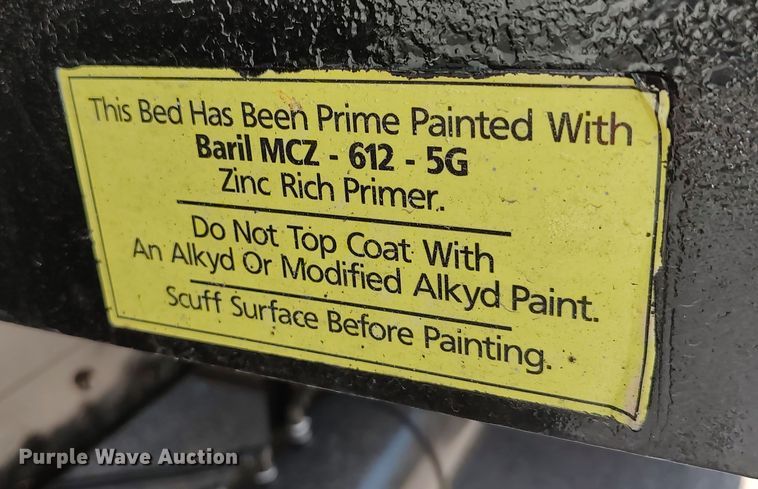 This Bed Has Been Prime Painted With
Baril MCZ - 612 - 5G
Zinc Rich Primer.
Do Not Top Coat With
An Alkyd Or Modified Alkyd Paint.
Scuff Surface Before Painting.
Purple Wave Auction